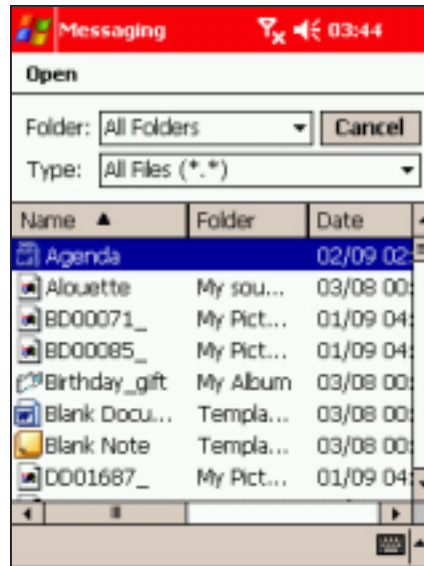 Messaging 03:44
Open
Folder: All Folders Cancel
Type: All Files (*.*)
Name Folder Date
Agenda 02/09 02:
Alouette My sou... 03/08 00:
BD00071_ My Pict... 01/09 04:
BD00085_ My Pict... 01/09 04:
Birthday_gift My Album 03/08 00:
Blank Docu... Templa... 03/08 00:
Blank Note Templa... 03/08 00:
DD01687_ My Pict... 01/09 04: